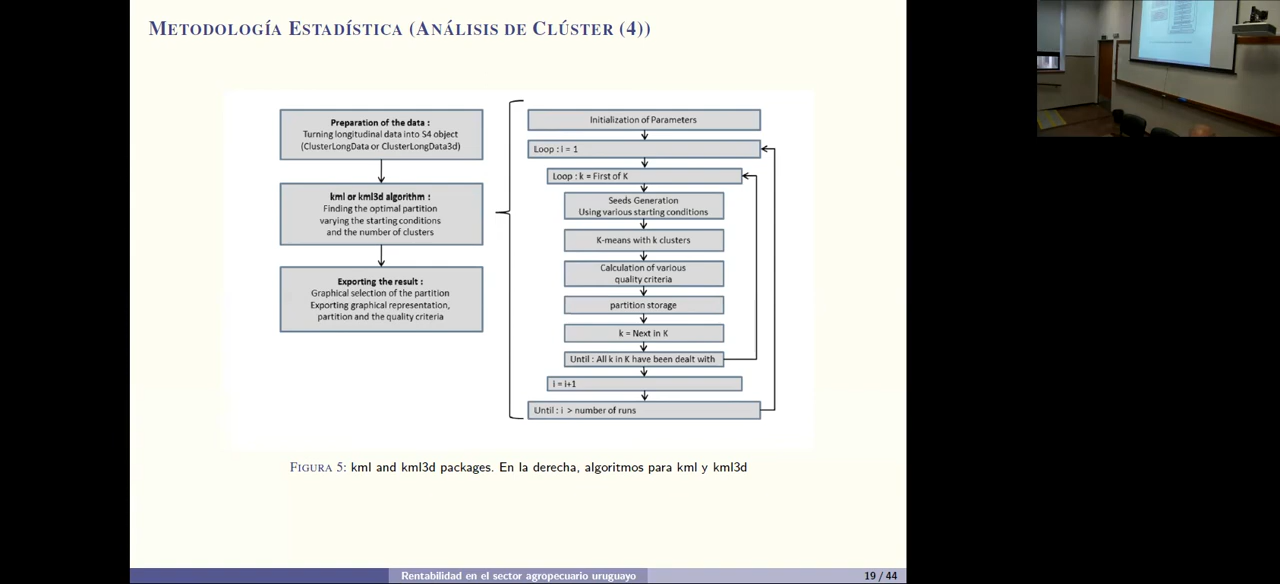 METODOLOGÍA ESTADÍSTICA (ANÁLISIS DE CLÚSTER (4))
Preparation of the data :
Turning longitudinal data into S4 object
(ClusterLongData or ClusterLongData3d)
kml or kml3d algorithm :
Finding the optimal partition
varying the starting conditions
and the number of clusters
Exporting the result :
Graphical selection of the partition
Exporting graphical representation,
partition and the quality criteria
Initialization of Parameters
Loop : i = 1
Loop : k = First of K
Seeds Generation
Using various starting conditions
K-means with k clusters
Calculation of various
quality criteria
partition storage
k = Next in K
Until : All k in K have been dealt with
i = i+1
Until : i > number of runs
FIGURA 5: kml and kml3d packages. En la derecha, algoritmos para kml y kml3d
Rentabilidad en el sector agropecuario uruguayo
19 / 44